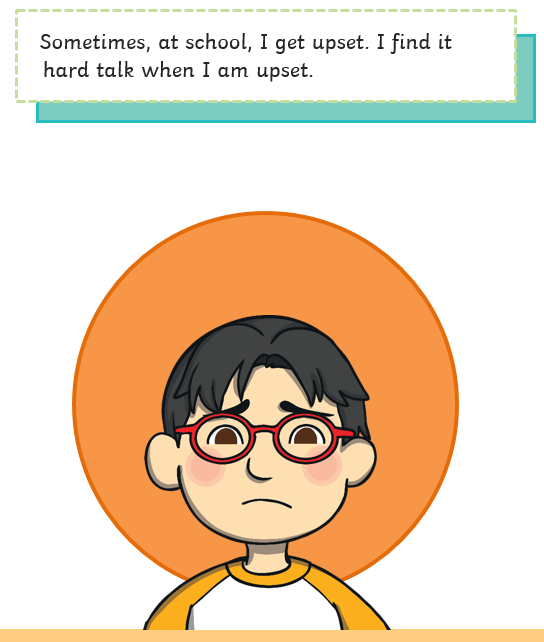 Sometimes, at school, I get upset. I find it
hard talk when I am upset.